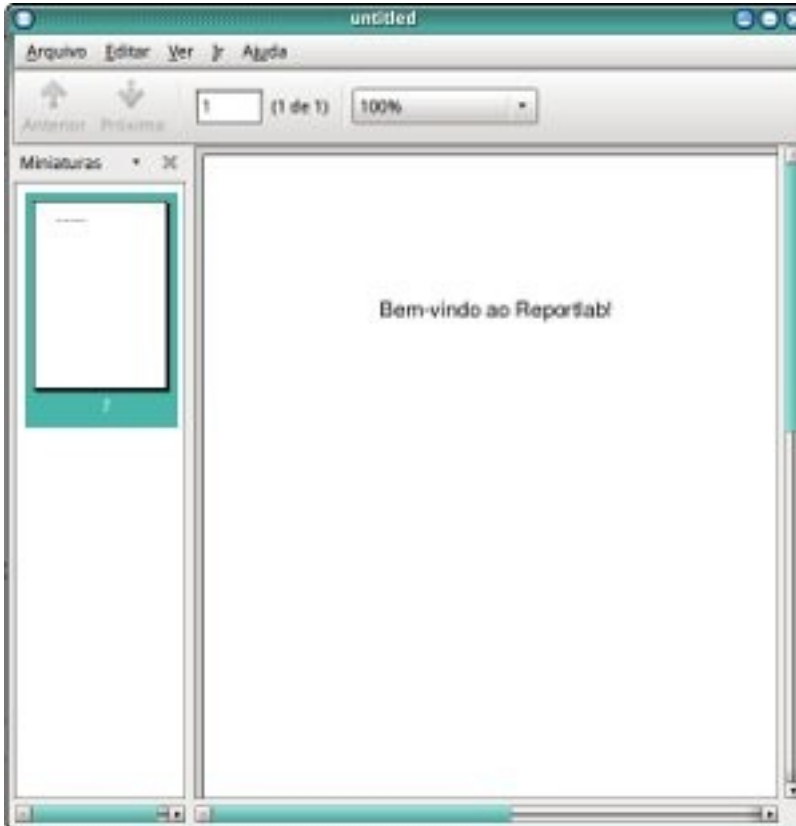 untitled
Arquivo Editar Ver Ir Ajuda
Anterior Próxima
1 (1 de 1) 100%
Miniaturas
Bem-vindo ao Reportlab!
1